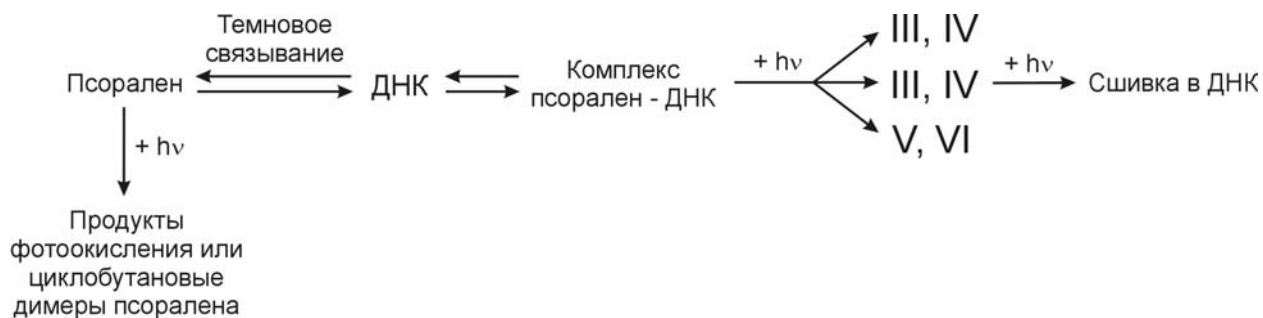 Темновое
связывание
Псорален
ДНК
Комплекс
псорален - ДНК
+ hν
III, IV
III, IV
V, VI
+ hν
Сшивка в ДНК
+ hν
Продукты
фотоокисления или
циклобутановые
димеры псоралена